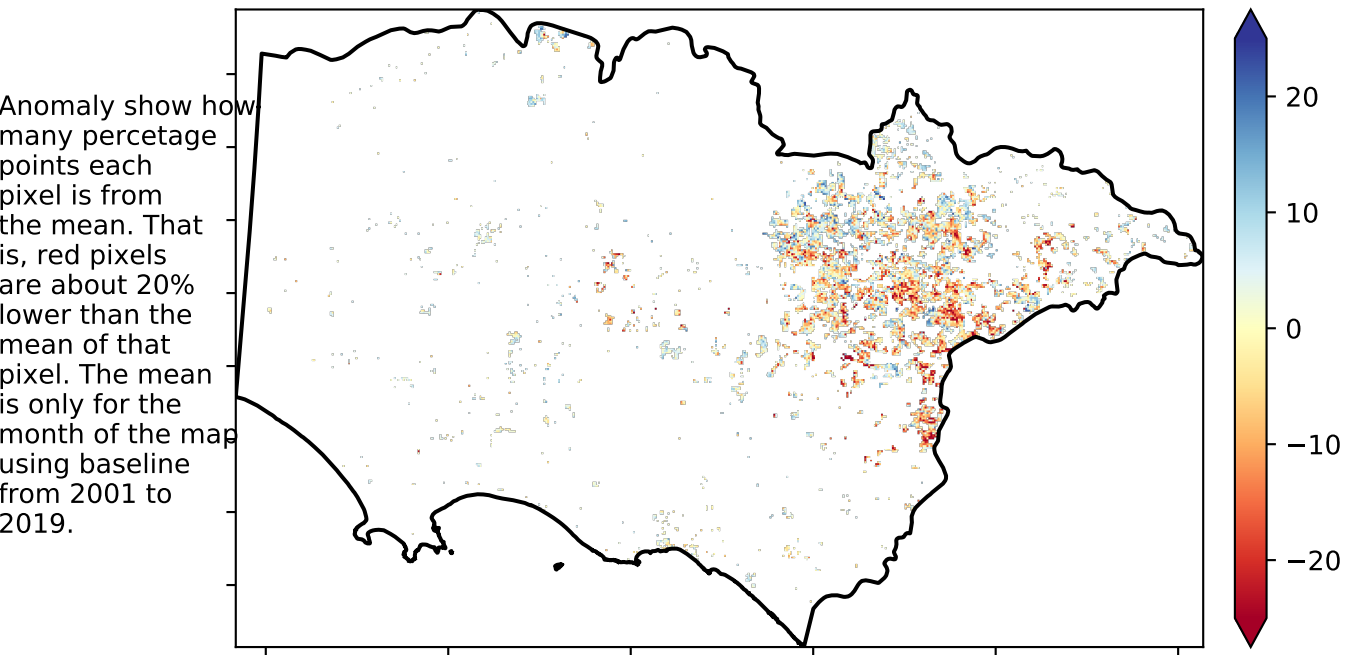 Anomaly show how
many percetage
points each
pixel is from
the mean. That
is, red pixels
are about 20%
lower than the
mean of that
pixel. The mean
is only for the
month of the map
using baseline
from 2001 to
2019.
20
10
0
−10
−20